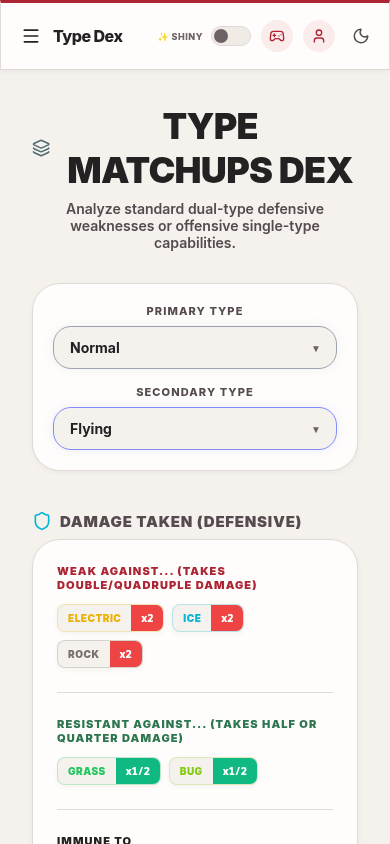 Type Dex
✨ SHINY
TYPE
MATCHUPS DEX
Analyze standard dual-type defensive
weaknesses or offensive single-type
capabilities.
PRIMARY TYPE
Normal ▼
SECONDARY TYPE
Flying ▼
DAMAGE TAKEN (DEFENSIVE)
WEAK AGAINST... (TAKES
DOUBLE/QUADRUPLE DAMAGE)
ELECTRIC x2 ICE x2
ROCK x2
RESISTANT AGAINST... (TAKES HALF OR
QUARTER DAMAGE)
GRASS x1/2 BUG x1/2
IMMUNE TO